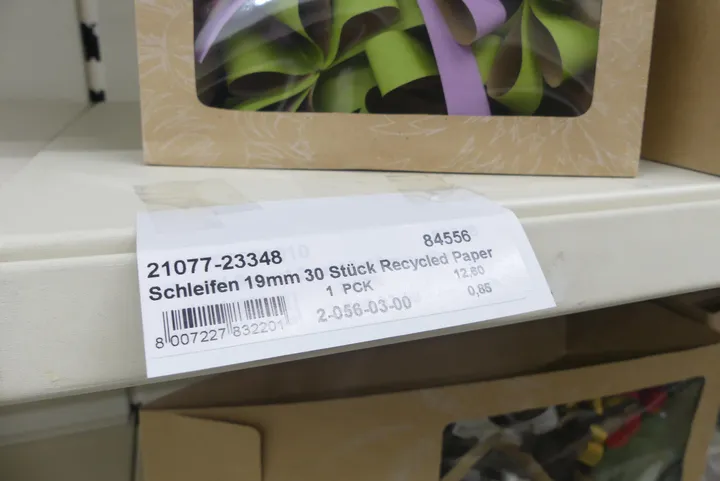 21077-23348 84556
Schleifen 19mm 30 Stück Recycled Paper
1 PCK 12,80
2-056-03-00 0,85
8 007227 832201